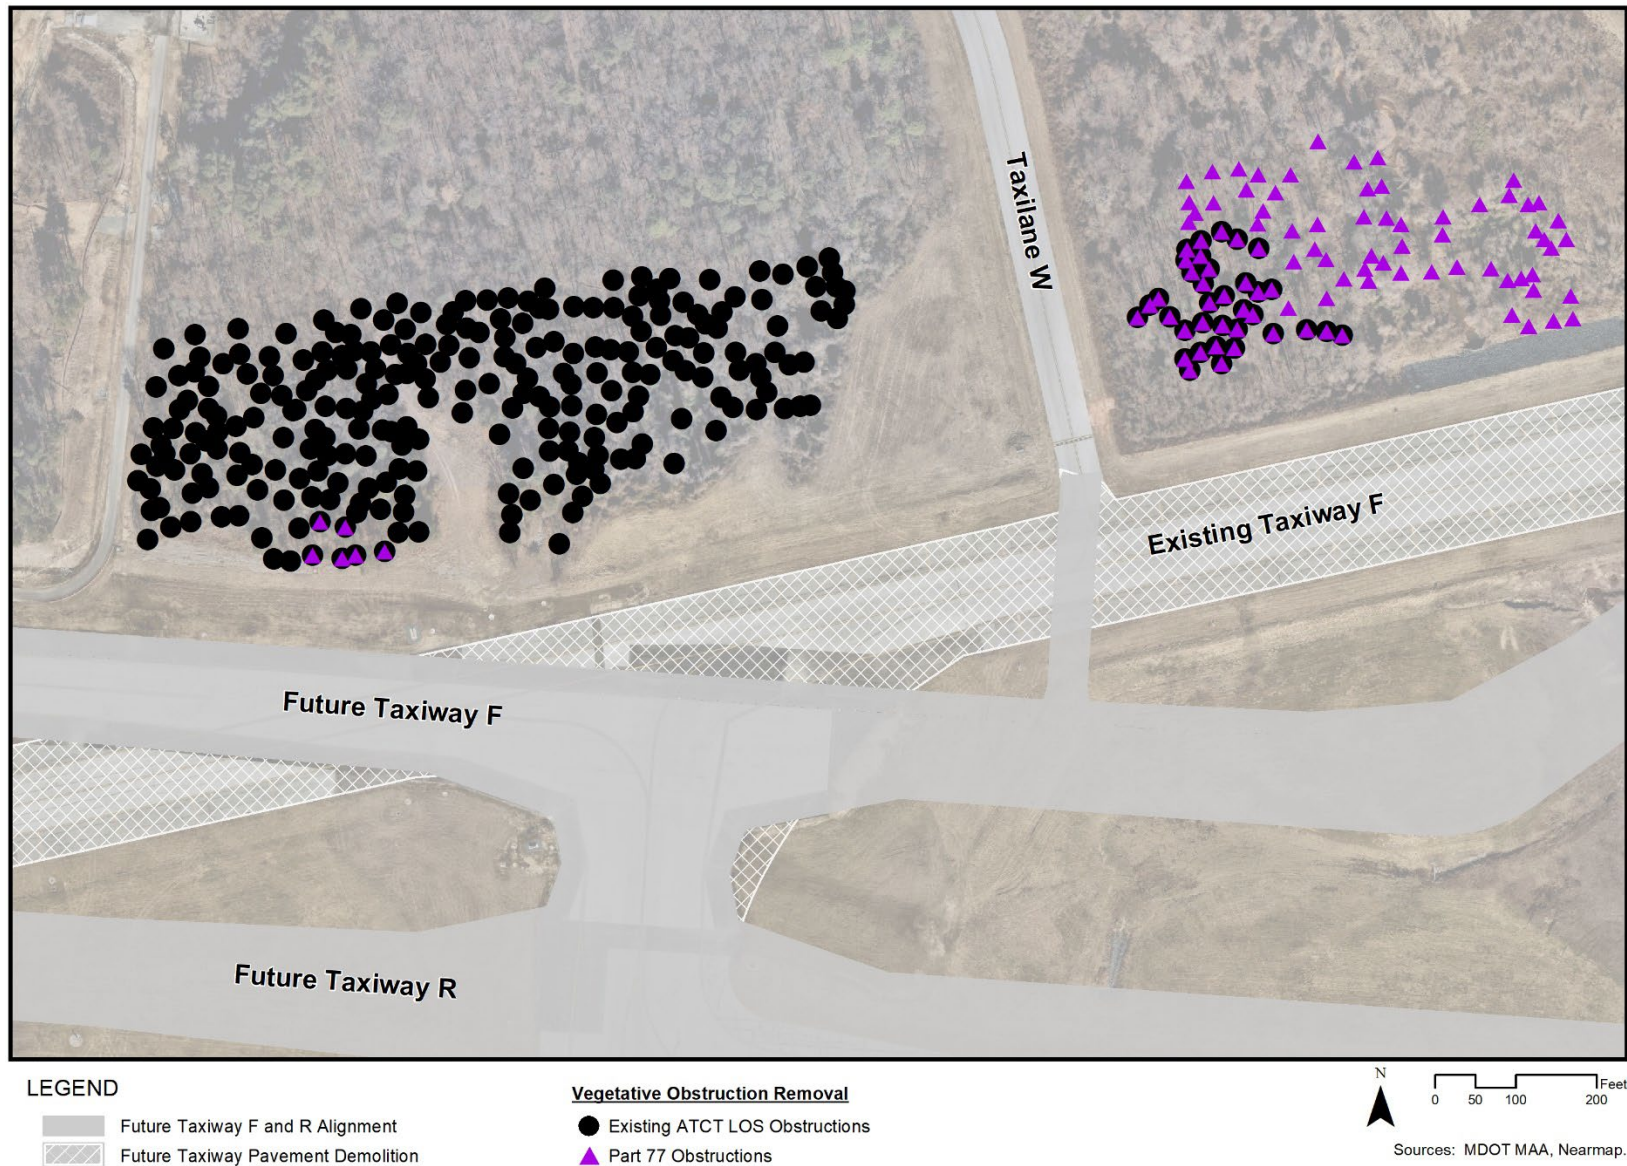 Taxilane W
Existing Taxiway F
Future Taxiway F
Future Taxiway R
LEGEND
Future Taxiway F and R Alignment
Future Taxiway Pavement Demolition
Vegetative Obstruction Removal
Existing ATCT LOS Obstructions
Part 77 Obstructions
N
Feet
0 50 100 200
Sources: MDOT MAA, Nearmap.